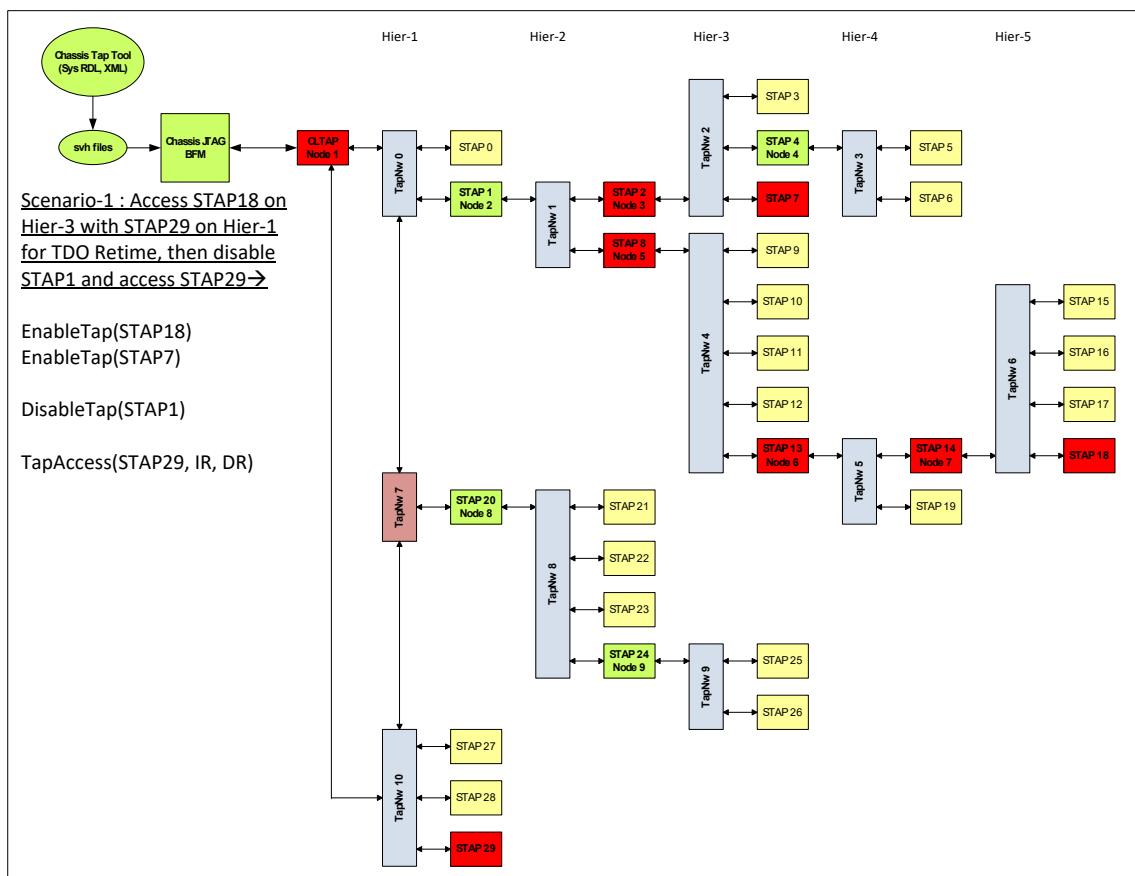 Hier-1
Hier-2
Hier-3
Hier-4
Hier-5
Chassis Tap Tool
(Sys RDL, XML)
svh files
Chassis JTAG
BFM
CLTAP
Node 1
Scenario-1 : Access STAP18 on
Hier-3 with STAP29 on Hier-1
for TDO Retime, then disable
STAP1 and access STAP29→
EnableTap(STAP18)
EnableTap(STAP7)
DisableTap(STAP1)
TapAccess(STAP29, IR, DR)
TapNw 0
STAP 0
STAP 1
Node 2
TapNw 1
STAP 2
Node 3
STAP 8
Node 5
TapNw 2
STAP 3
STAP 4
Node 4
STAP 7
TapNw 3
STAP 5
STAP 6
TapNw 4
STAP 9
STAP 10
STAP 11
STAP 12
STAP 13
Node 6
TapNw 5
STAP 14
Node 7
STAP 19
TapNw 6
STAP 15
STAP 16
STAP 17
STAP 18
TapNw 7
STAP 20
Node 8
TapNw 8
STAP 21
STAP 22
STAP 23
STAP 24
Node 9
TapNw 9
STAP 25
STAP 26
TapNw 10
STAP 27
STAP 28
STAP 29